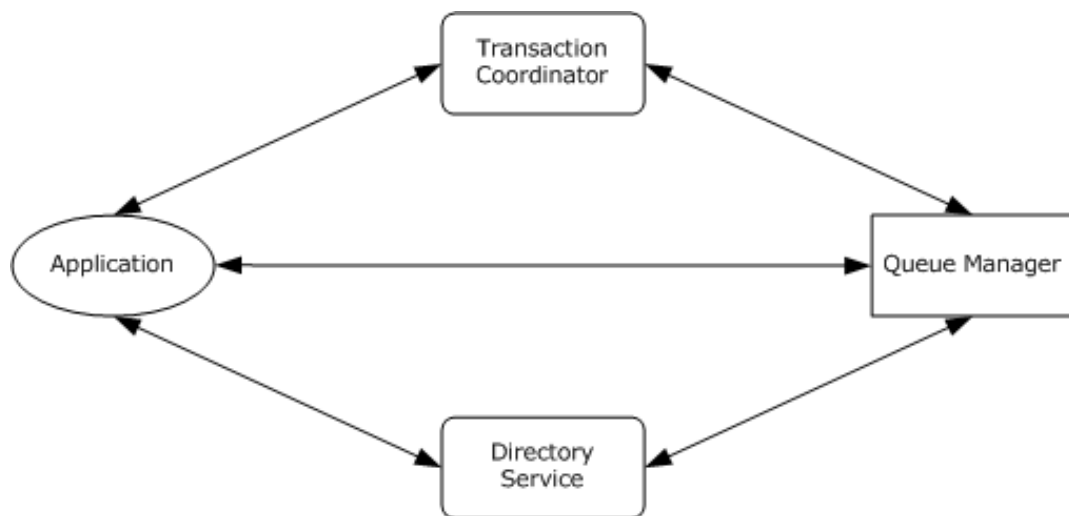 Transaction
Coordinator
Application
Queue Manager
Directory
Service